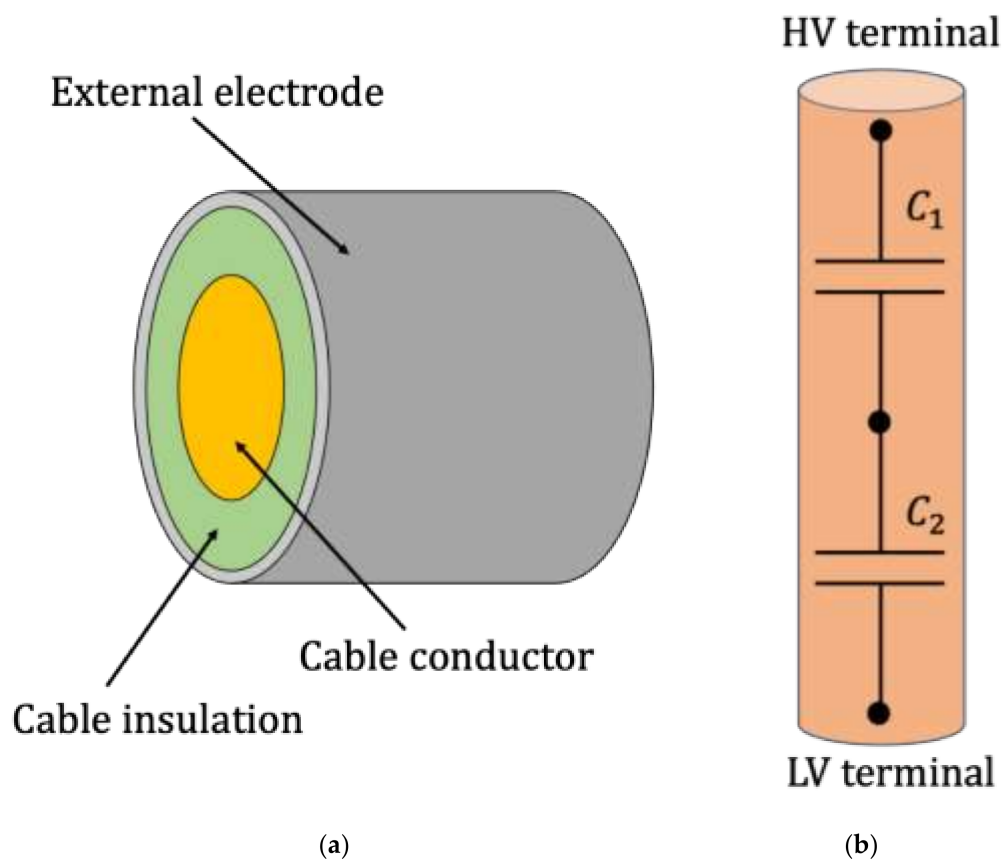 External electrode
Cable conductor
Cable insulation
(a)
HV terminal
C₁
C₂
LV terminal
(b)